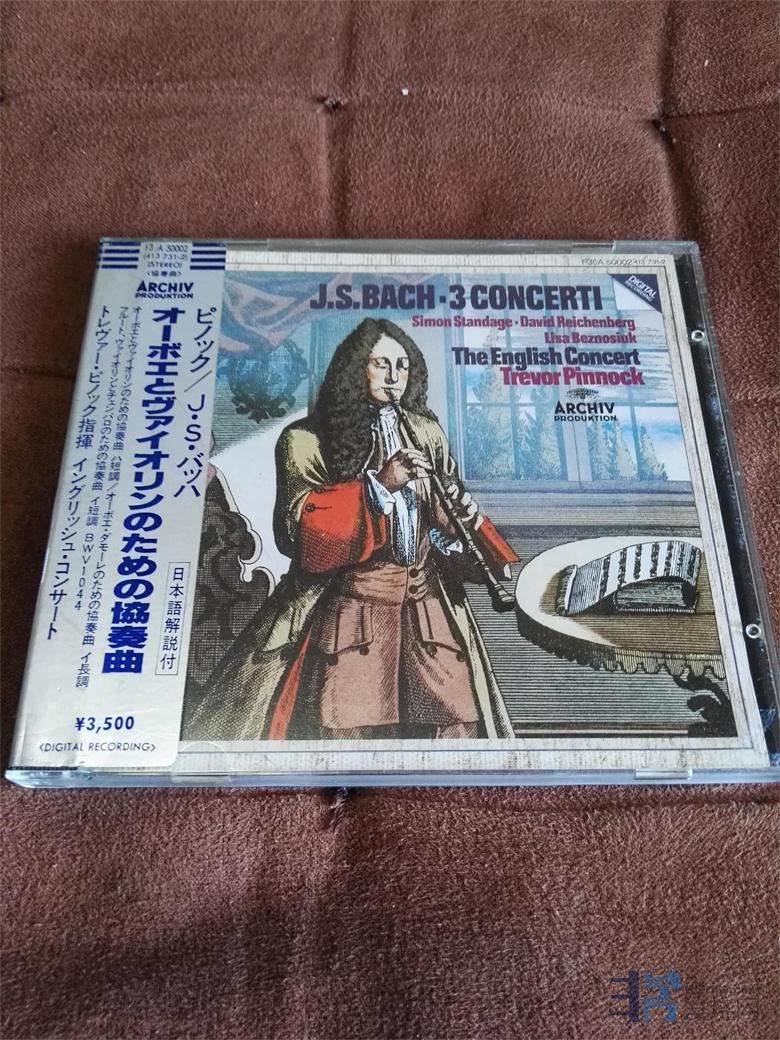 F35A 50002 413 731-2
DIGITAL
RECORDING
J.S.BACH·3 CONCERTI
Simon Standage·David Reichenberg
Lisa Beznosiuk
The English Concert
Trevor Pinnock
ARCHIV
PRODUKTION
A 50002
(413 731-2)
(STEREO)
〈協奏曲〉
ARCHIV
PRODUKTION
ピノック/J・S・バッハ
オーボエとヴァイオリンのための協奏曲
オーボエとヴァイオリンのための協奏曲 ハ短調/オーボエ・ダモーレのための協奏曲 イ長調
フルート、ヴァイオリンとチェンバロのための協奏曲 イ短調 BWV1044
トレヴァー・ピノック指揮 イングリッシュ・コンサート
日本語解説付
¥3,500
<DIGITAL RECORDING>